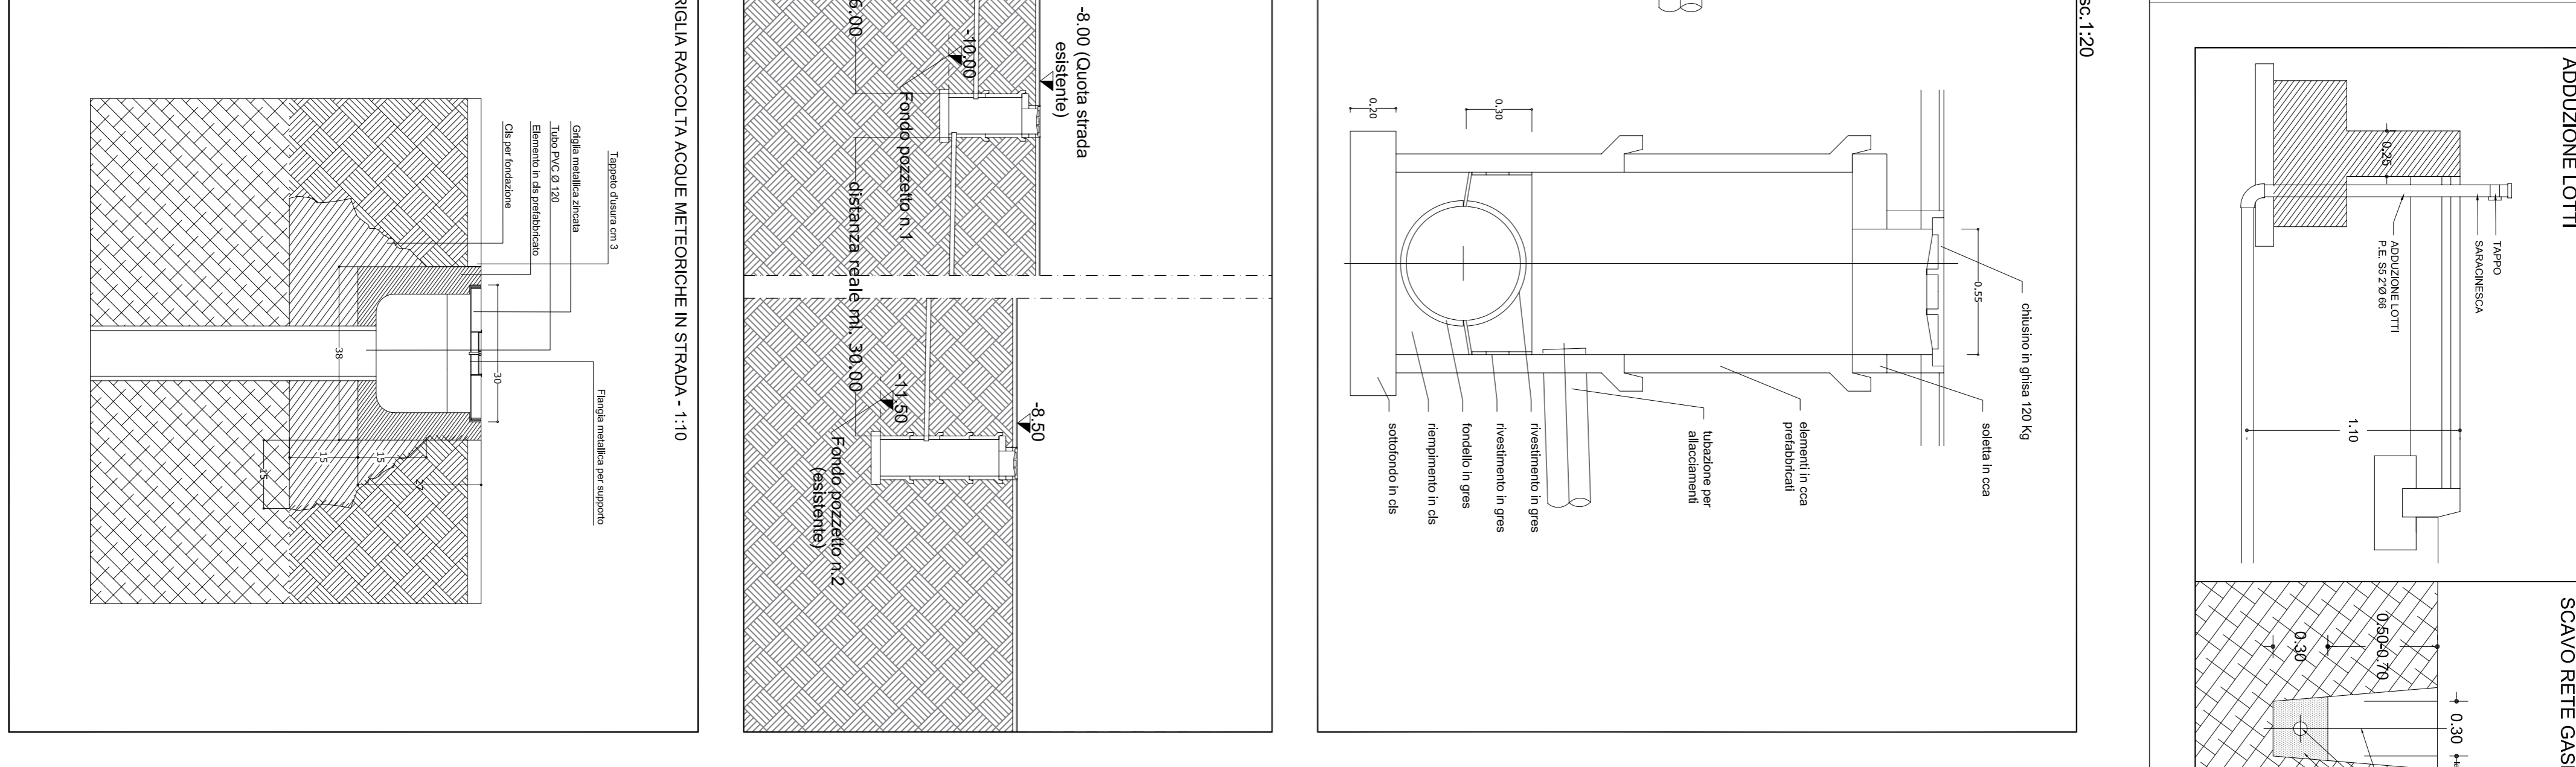 ADDUZIONE LOTTI
0.25
TAPPO
SARACINESCA
ADDUZIONE LOTTI
P.E. S5 2"Ø 66
1.10
SCAVO RETE GAS
0.50-0.70
0.30
0.30
sc.1:20
0.20
0.30
0.55
chiusino in ghisa 120 Kg
soletta in cca
elementi in cca
prefabbricati
tubazione per
allacciamenti
rivestimento in gres
rivestimento in gres
fondello in gres
riempimento in cls
sottofondo in cls
-8.00 (Quota strada
esistente)
-10.00
6.00
Fondo pozzetto n.1
distanza reale ml. 30.00
-8.50
-11.50
Fondo pozzetto n.2
(esistente)
RIGLIA RACCOLTA ACQUE METEORICHE IN STRADA - 1:10
Tappeto d'usura cm 3
Griglia metallica zincata
Tubo PVC Ø 120
Elemento in cls prefabbricato
Cls per fondazione
Flangia metallica per supporto
30
38
15
15
27
15